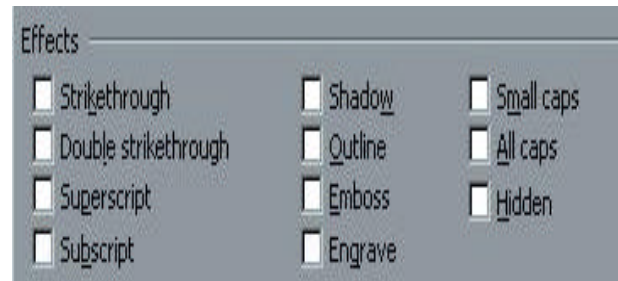 Effects
Strikethrough Shadow Small caps
Double strikethrough Outline All caps
Superscript Emboss Hidden
Subscript Engrave